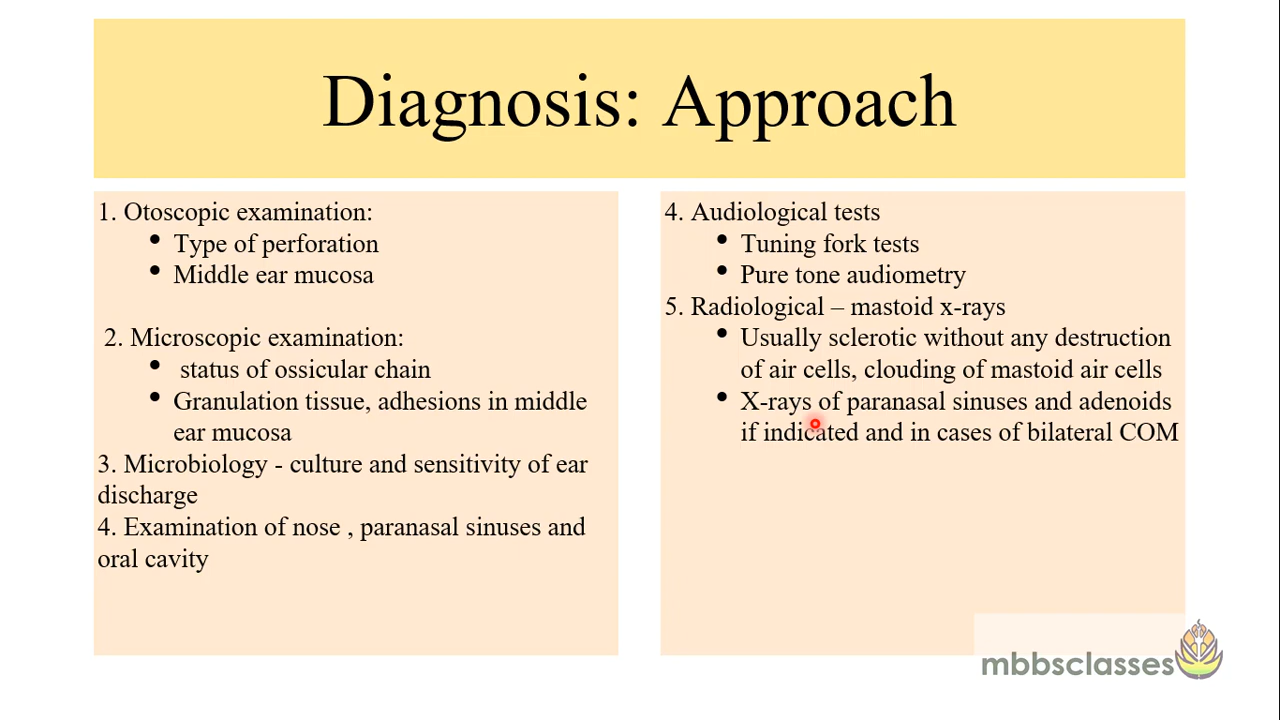 Diagnosis: Approach
1. Otoscopic examination:
• Type of perforation
• Middle ear mucosa
2. Microscopic examination:
• status of ossicular chain
• Granulation tissue, adhesions in middle
ear mucosa
3. Microbiology - culture and sensitivity of ear
discharge
4. Examination of nose , paranasal sinuses and
oral cavity
4. Audiological tests
• Tuning fork tests
• Pure tone audiometry
5. Radiological – mastoid x-rays
• Usually sclerotic without any destruction
of air cells, clouding of mastoid air cells
• X-rays of paranasal sinuses and adenoids
if indicated and in cases of bilateral COM
mbbsclasses